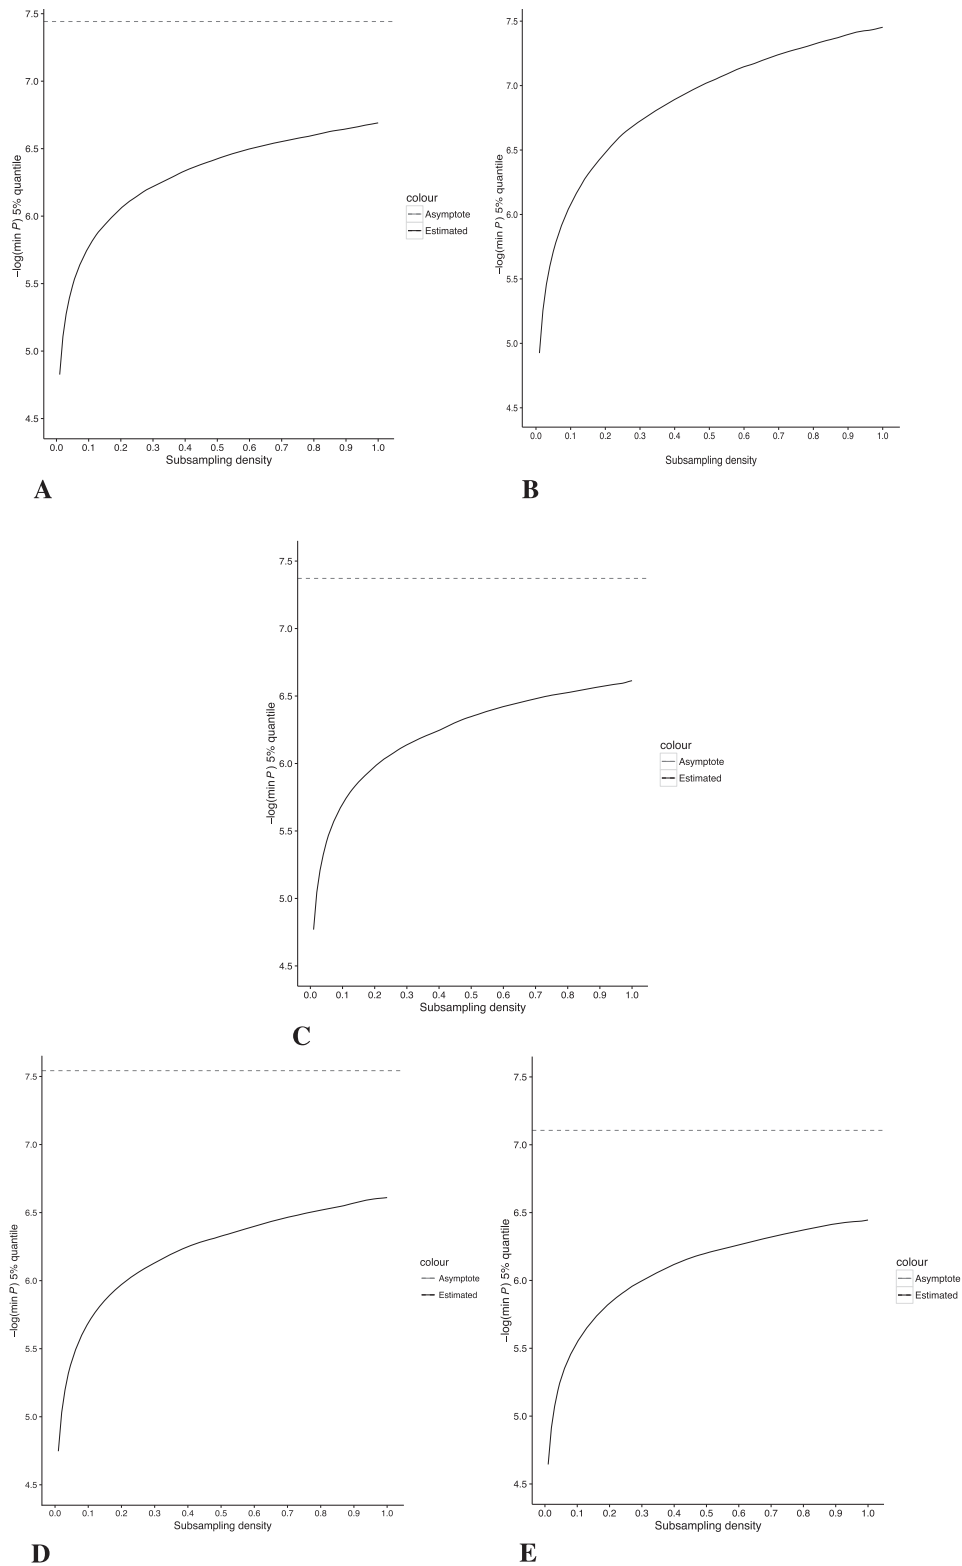 7.5
7.0
6.5
6.0
5.5
5.0
4.5
−log(min P) 5% quantile
0.0 0.1 0.2 0.3 0.4 0.5 0.6 0.7 0.8 0.9 1.0
Subsampling density
colour
Asymptote
Estimated
A
7.5
7.0
6.5
6.0
5.5
5.0
4.5
−log(min P) 5% quantile
0.0 0.1 0.2 0.3 0.4 0.5 0.6 0.7 0.8 0.9 1.0
Subsampling density
B
7.5
7.0
6.5
6.0
5.5
5.0
4.5
−log(min P) 5% quantile
0.0 0.1 0.2 0.3 0.4 0.5 0.6 0.7 0.8 0.9 1.0
Subsampling density
colour
Asymptote
Estimated
C
7.5
7.0
6.5
6.0
5.5
5.0
4.5
−log(min P) 5% quantile
0.0 0.1 0.2 0.3 0.4 0.5 0.6 0.7 0.8 0.9 1.0
Subsampling density
colour
Asymptote
Estimated
D
7.5
7.0
6.5
6.0
5.5
5.0
4.5
−log(min P) 5% quantile
0.0 0.1 0.2 0.3 0.4 0.5 0.6 0.7 0.8 0.9 1.0
Subsampling density
colour
Asymptote
Estimated
E